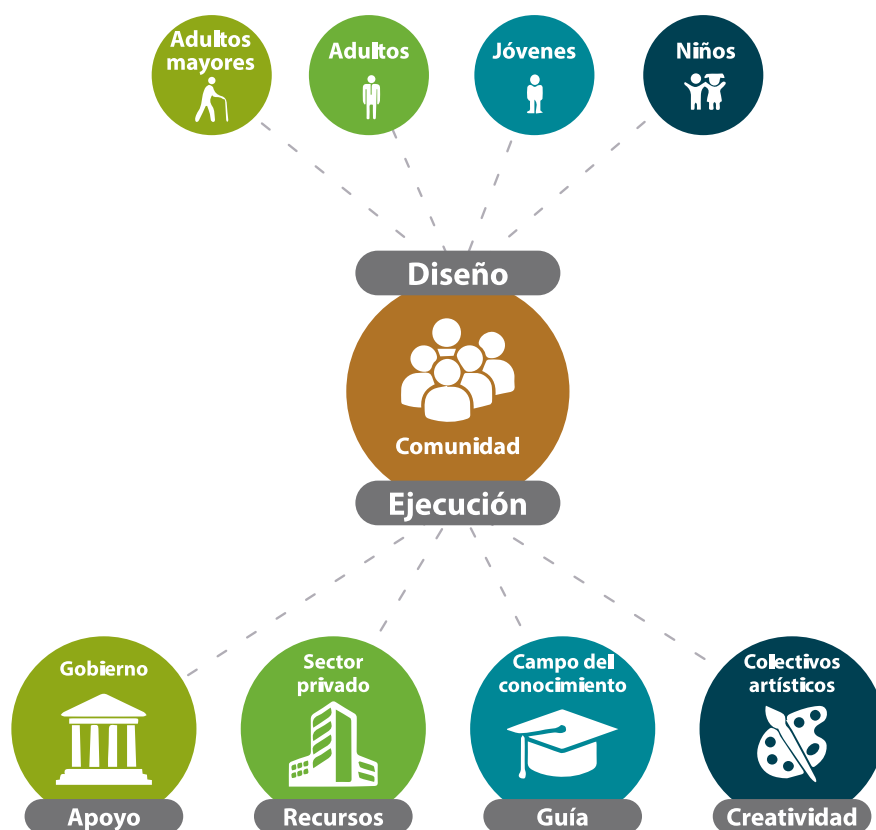 Adultos
mayores
Adultos
Jóvenes
Niños
Diseño
Comunidad
Ejecución
Gobierno
Sector
privado
Campo del
conocimiento
Colectivos
artísticos
Apoyo
Recursos
Guía
Creatividad